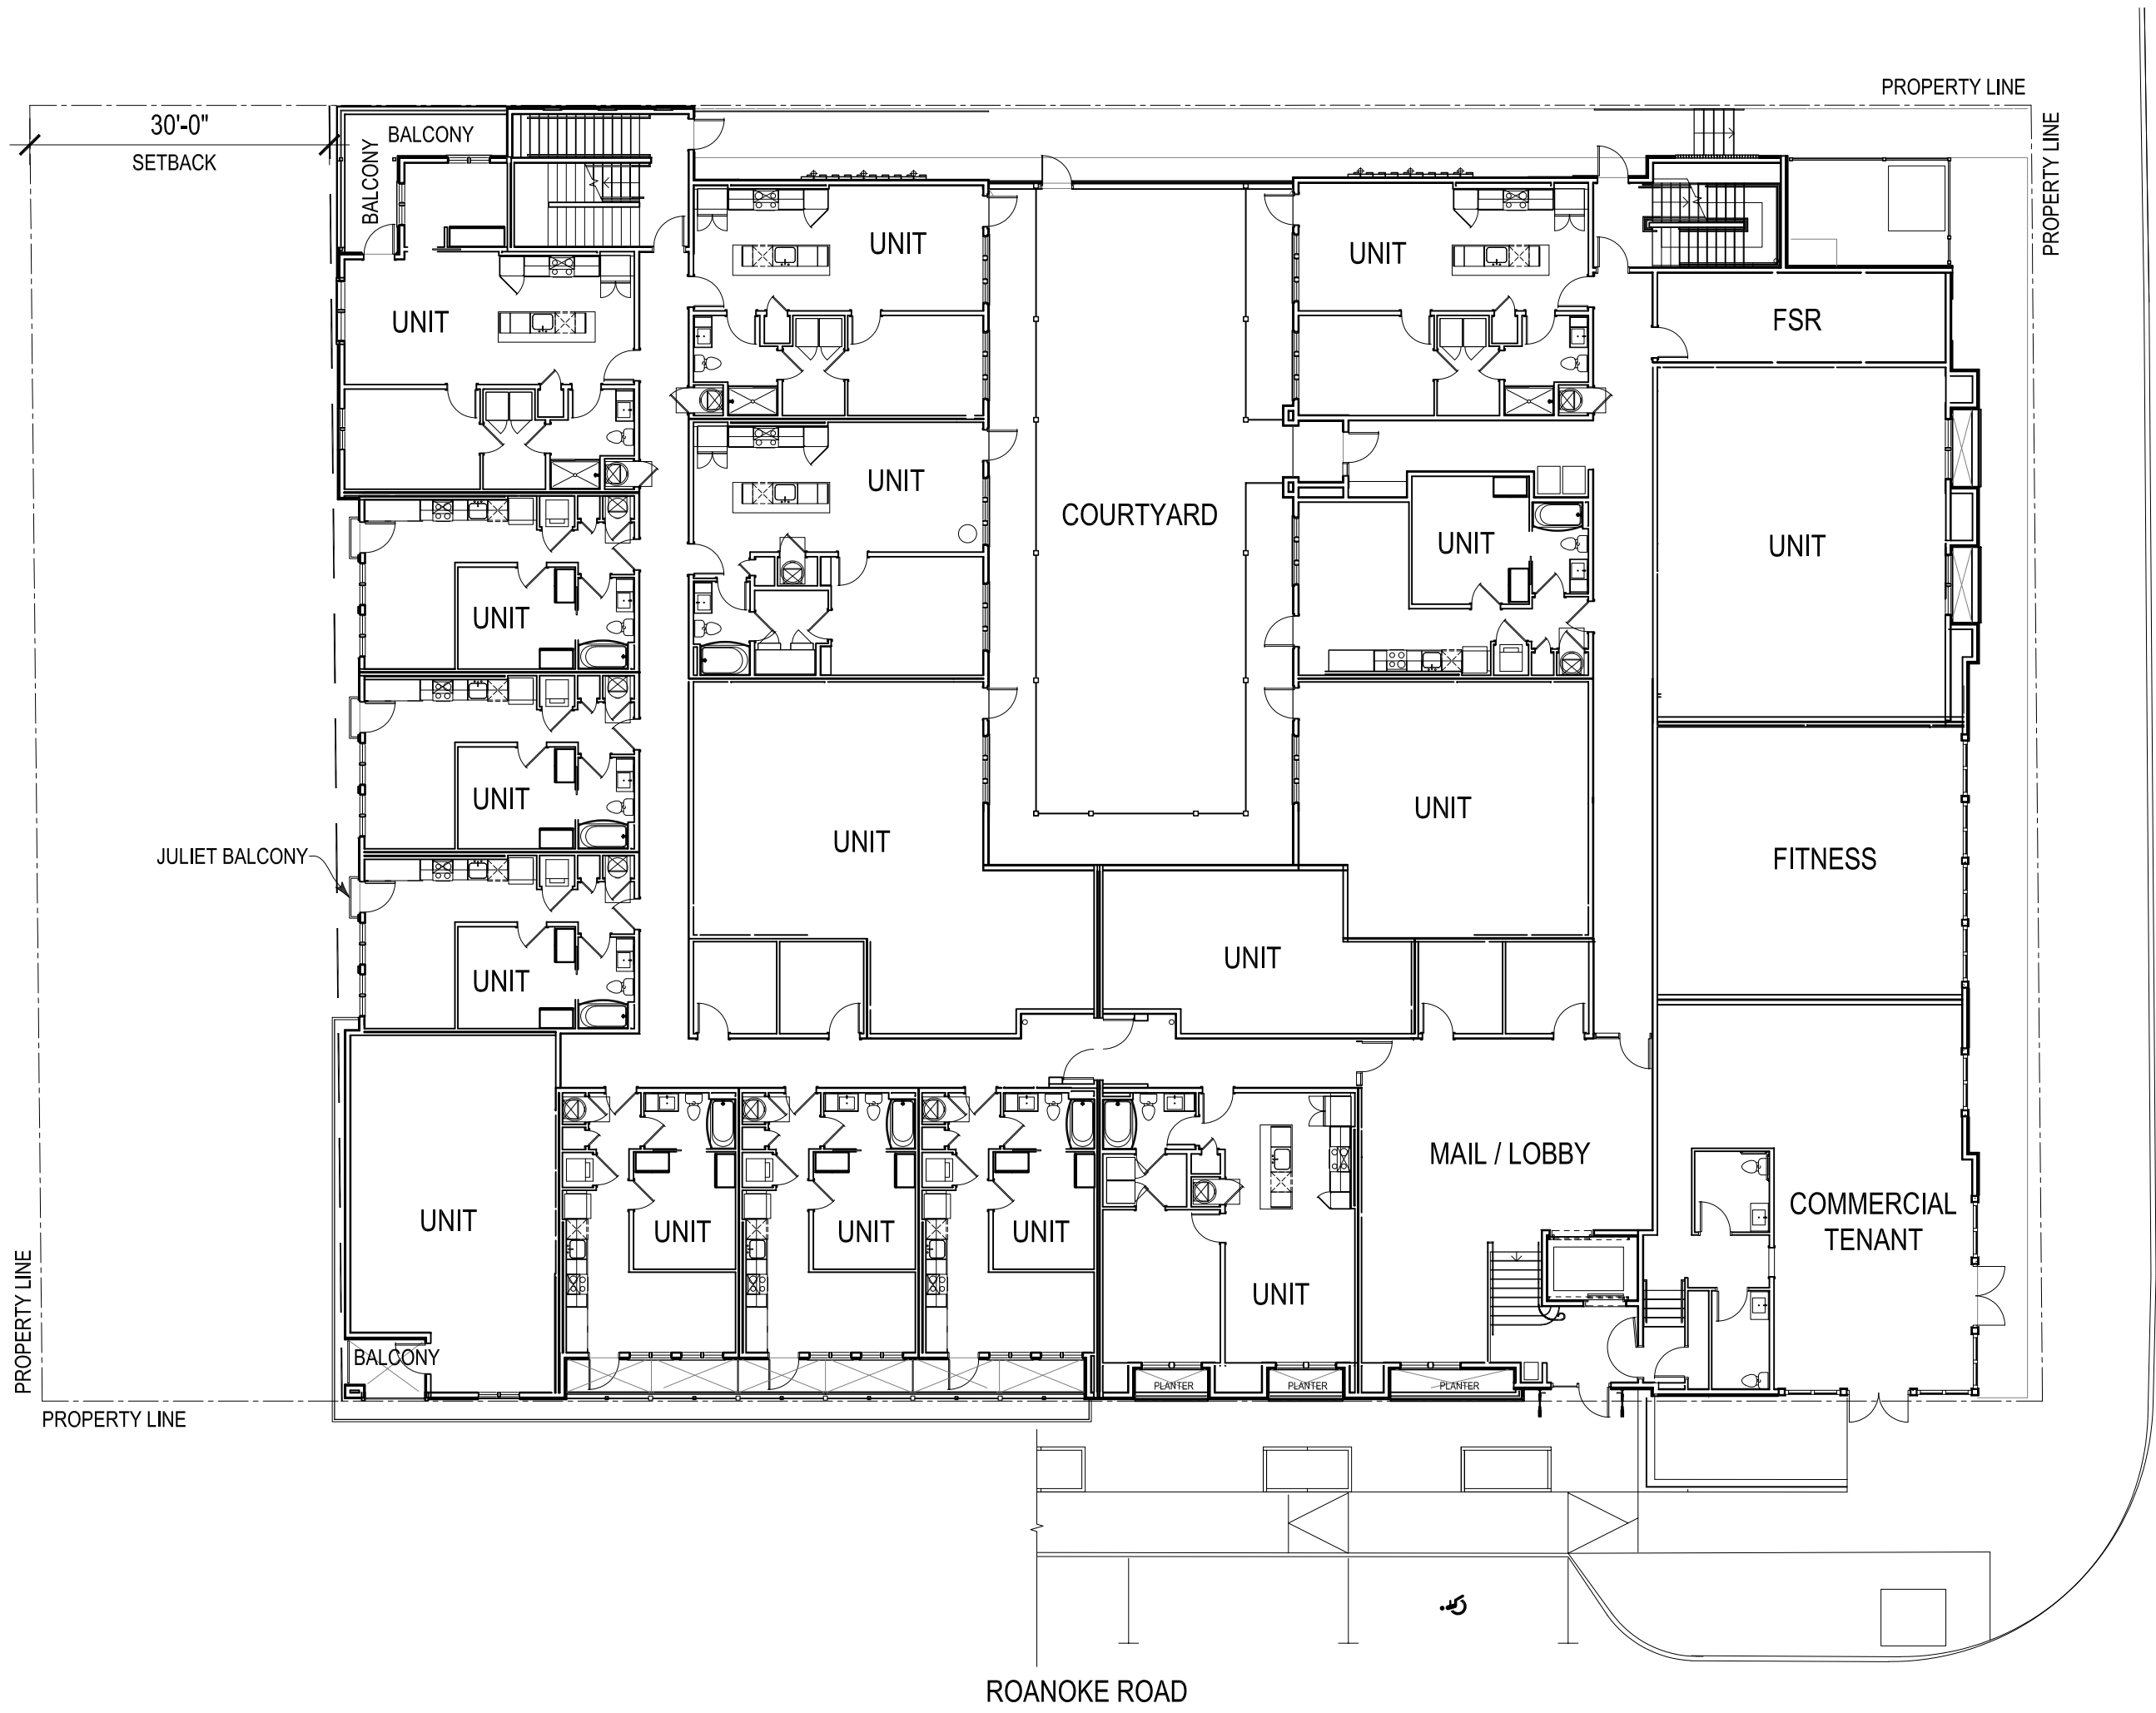 PROPERTY LINE
30'-0"
SETBACK
BALCONY
BALCONY
PROPERTY LINE
UNIT
UNIT
UNIT
FSR
UNIT
UNIT
COURTYARD
UNIT
UNIT
UNIT
UNIT
UNIT
UNIT
JULIET BALCONY
FITNESS
UNIT
UNIT
UNIT
MAIL / LOBBY
COMMERCIAL
TENANT
UNIT
UNIT
UNIT
UNIT
UNIT
PROPERTY LINE
BALCONY
PLANTER
PLANTER
PLANTER
PROPERTY LINE
ROANOKE ROAD